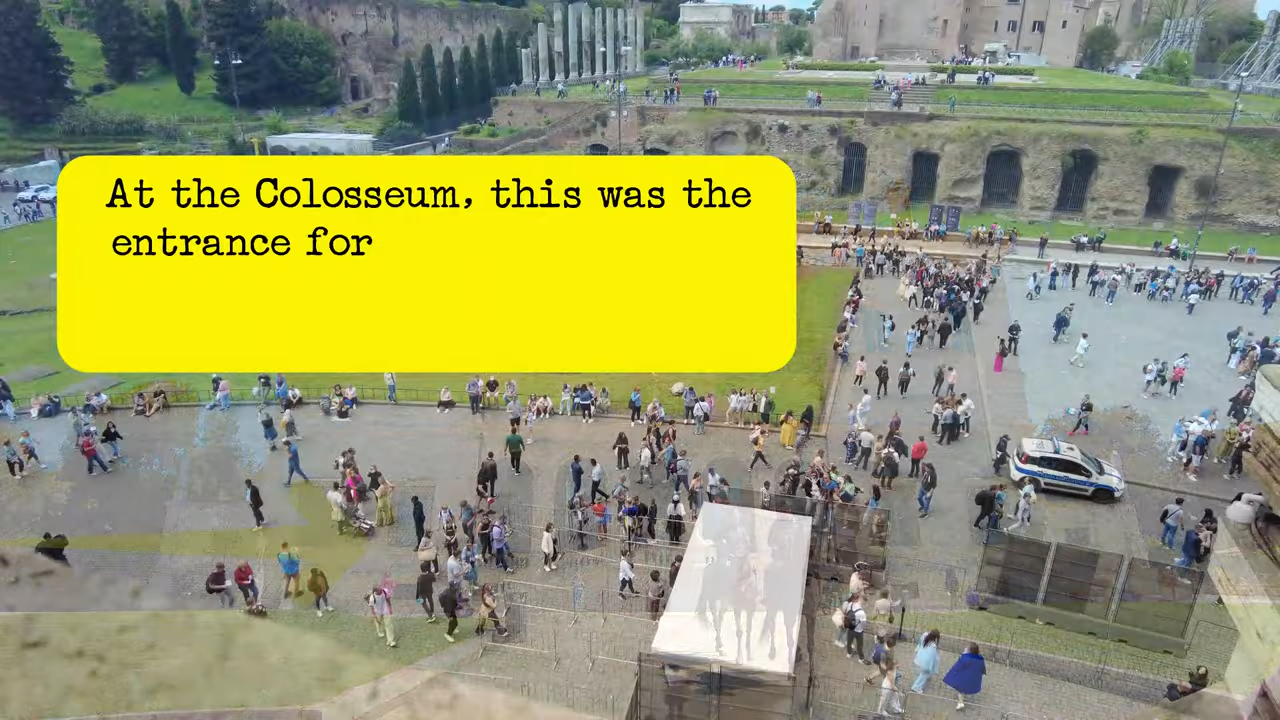 At the Colosseum, this was the
entrance for